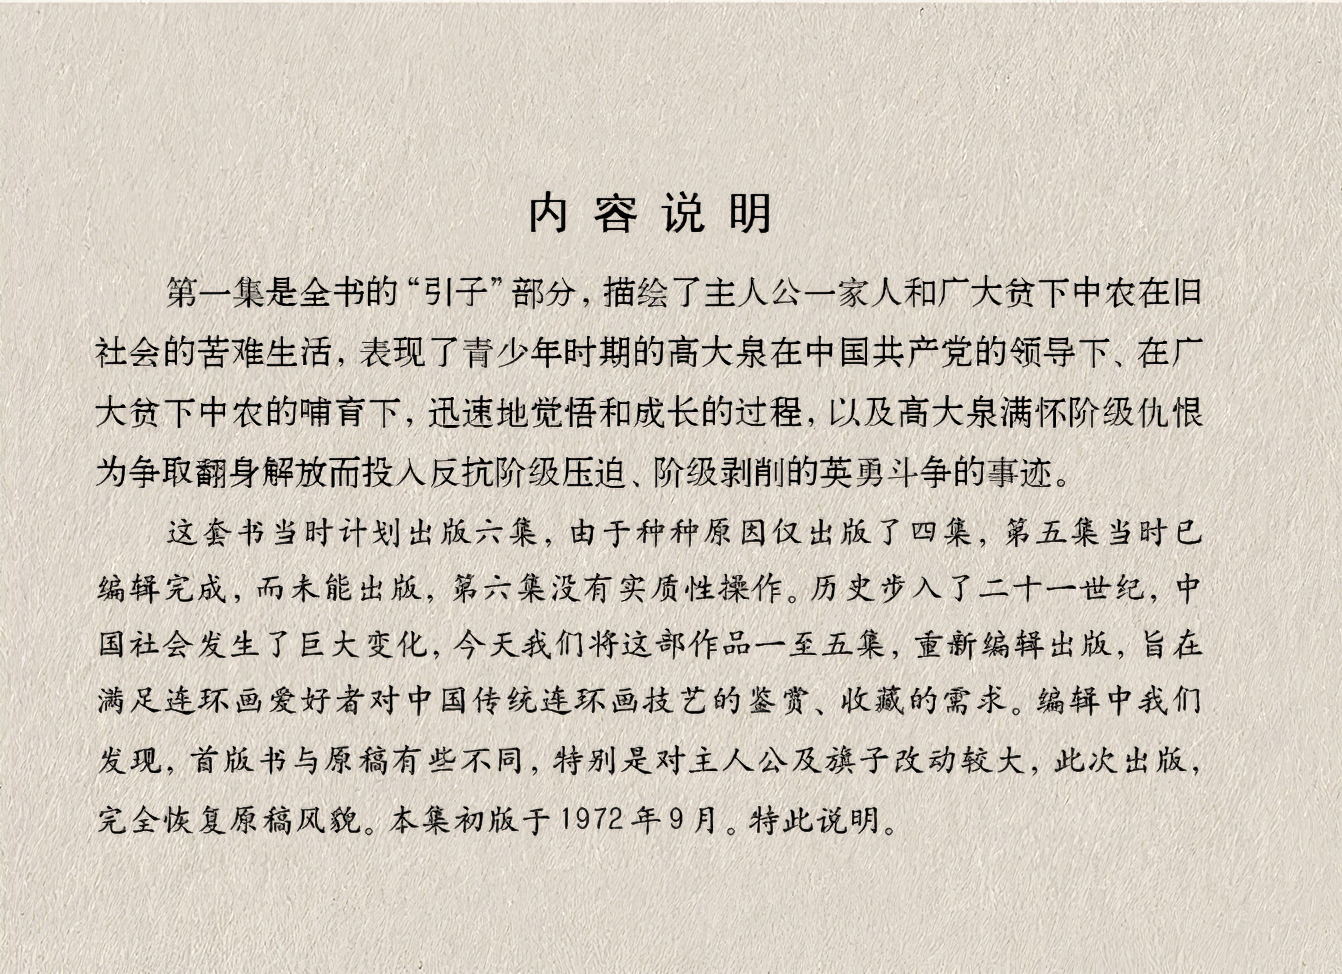 内容说明
第一集是全书的“引子”部分，描绘了主人公一家人和广大贫下中农在旧
社会的苦难生活，表现了青少年时期的高大泉在中国共产党的领导下、在广
大贫下中农的哺育下，迅速地觉悟和成长的过程，以及高大泉满怀阶级仇恨
为争取翻身解放而投入反抗阶级压迫、阶级剥削的英勇斗争的事迹。
这套书当时计划出版六集，由于种种原因仅出版了四集，第五集当时已
编辑完成，而未能出版，第六集没有实质性操作。历史步入了二十一世纪，中
国社会发生了巨大变化，今天我们将这部作品一至五集，重新编辑出版，旨在
满足连环画爱好者对中国传统连环画技艺的鉴赏、收藏的需求。编辑中我们
发现，首版书与原稿有些不同，特别是对主人公及旗子改动较大，此次出版，
完全恢复原稿风貌。本集初版于1972年9月。特此说明。